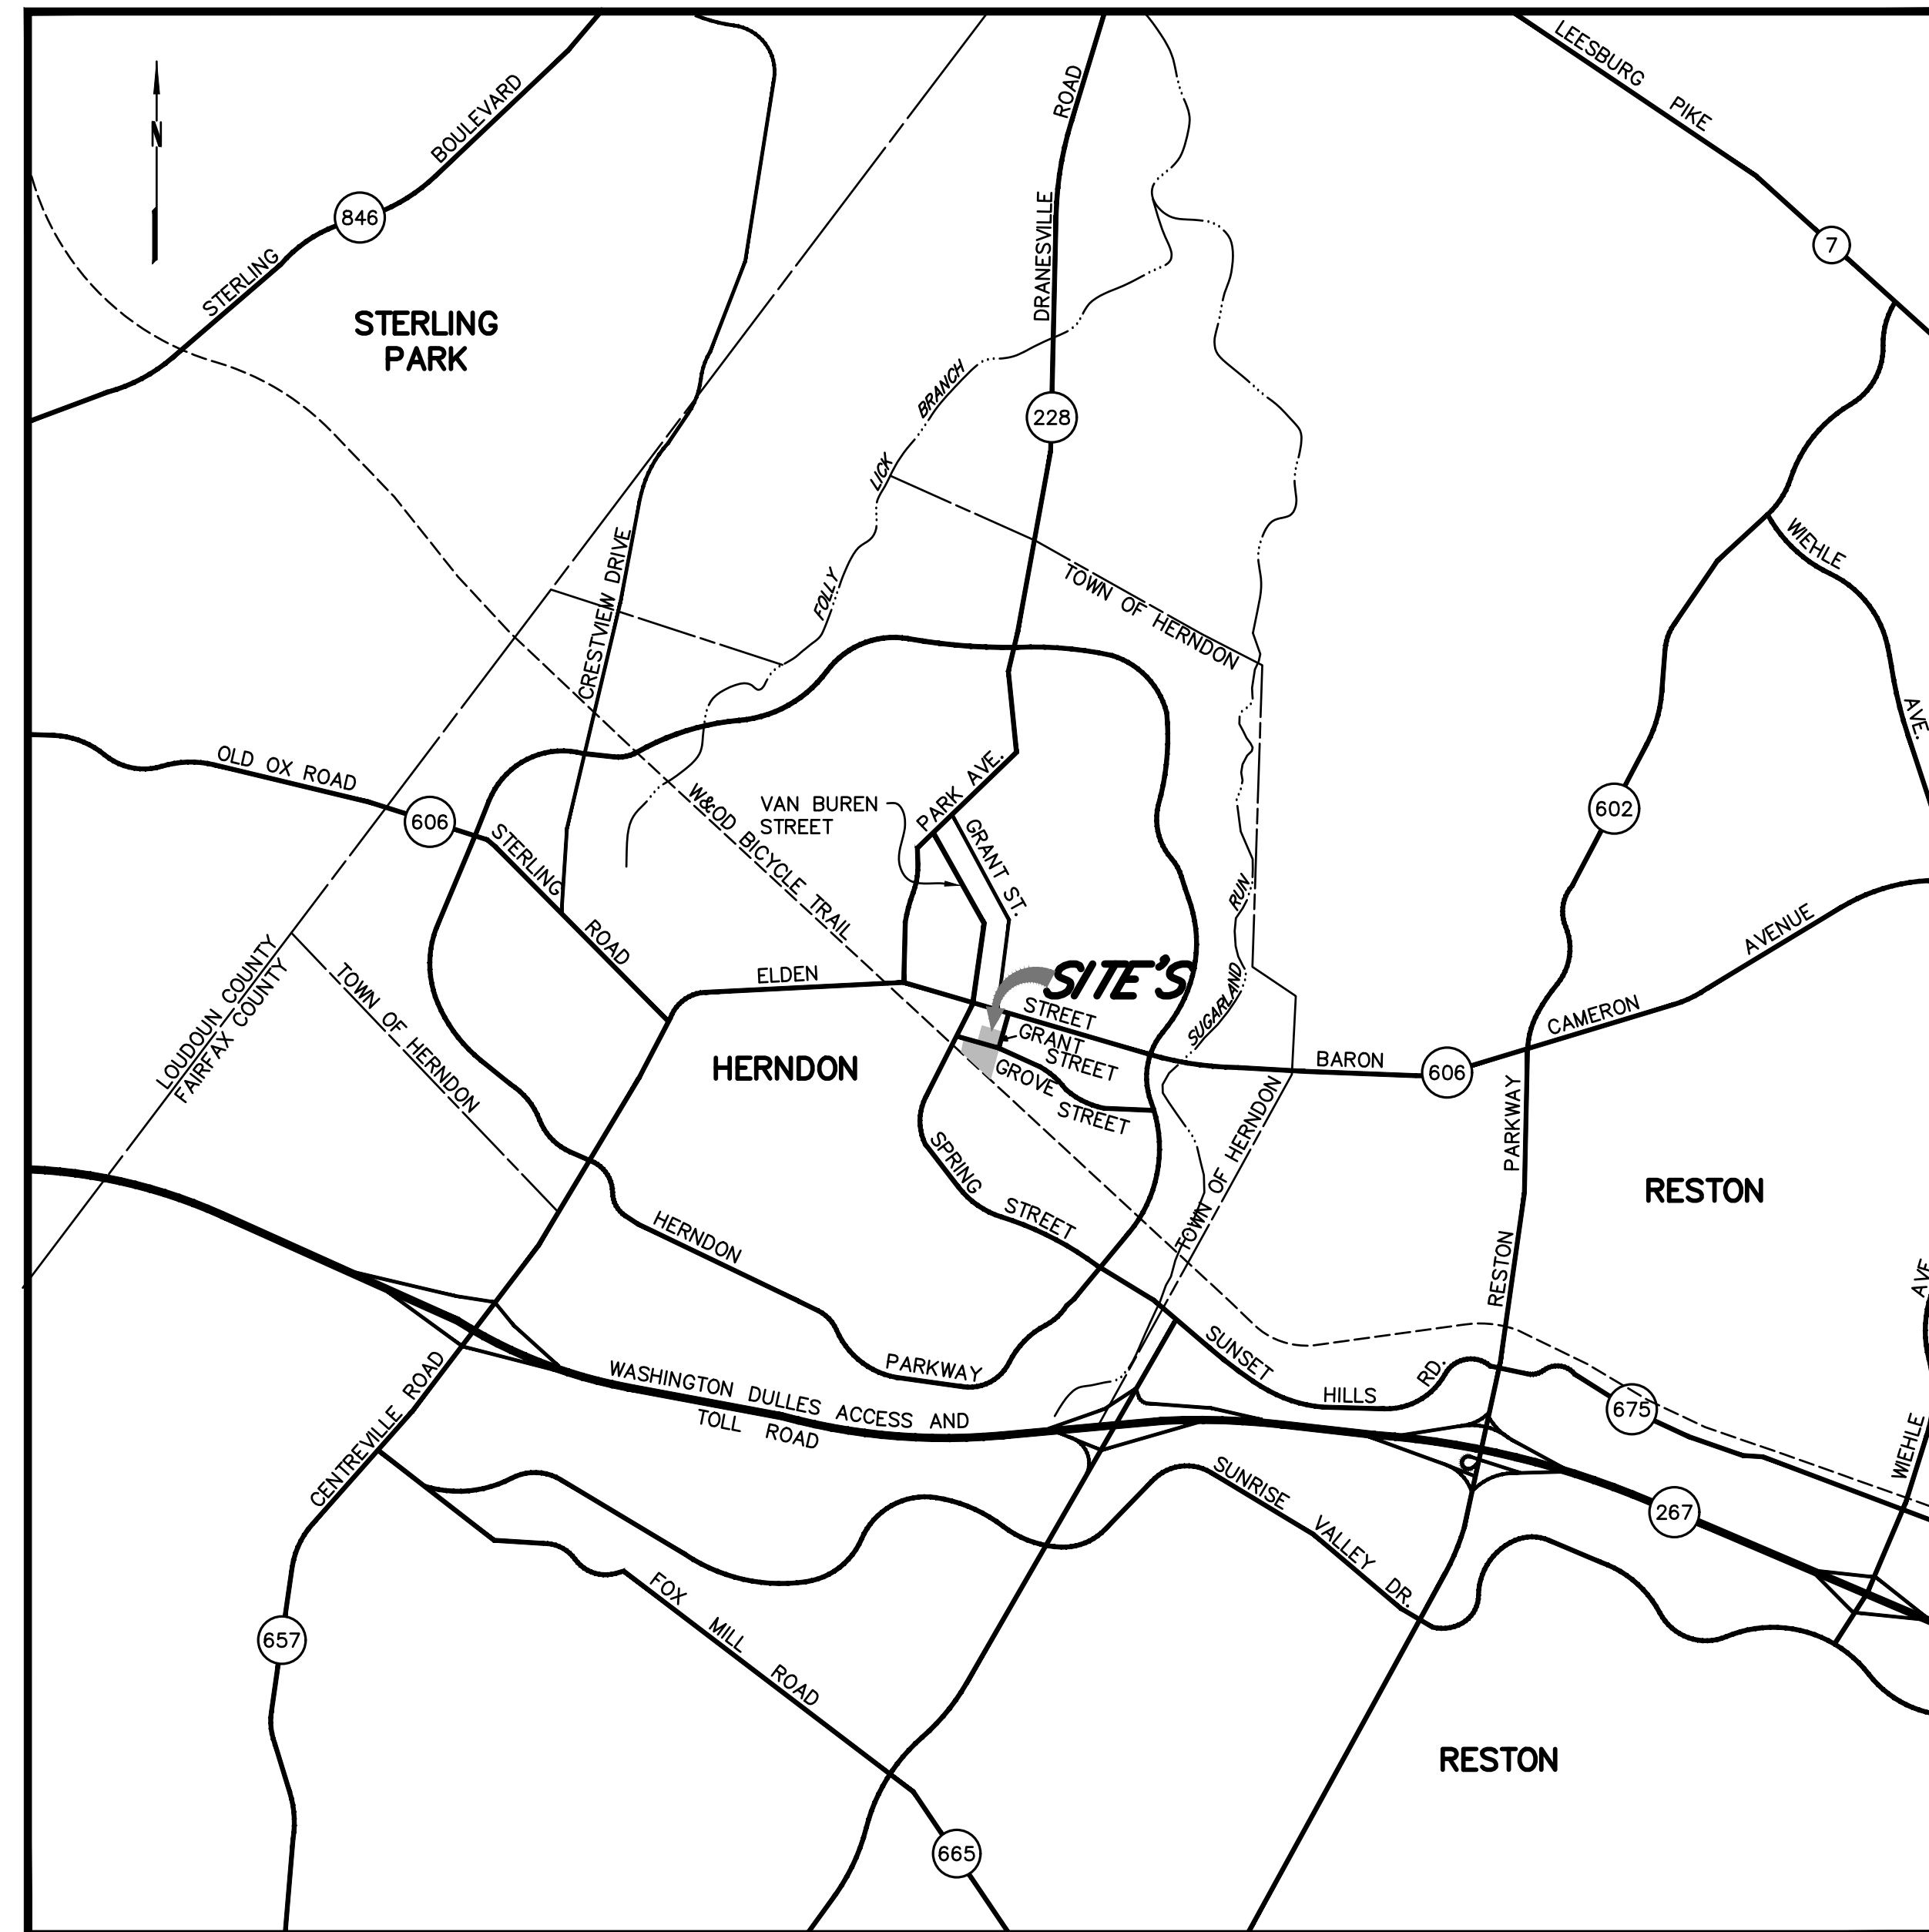 LEESBURG PIKE
ROAD
BOULEVARD
N
846
DRANESVILLE
7
STERLING
STERLING
PARK
BRANCH
228
LICK
WIEHLE
CRESTVIEW DRIVE
FOLLY
TOWN OF HERNDON
AVE.
OLD OX ROAD
PARK AVE.
W&OD BICYCLE TRAIL
VAN BUREN
STREET
606
602
STERLING
GRANT ST.
RUN
ROAD
AVENUE
LOUDOUN COUNTY
FAIRFAX COUNTY
TOWN OF HERNDON
ELDEN
SITE'S
SUGARLAND
STREET
CAMERON
GRANT
STREET
HERNDON
BARON
606
GROVE
STREET
PARKWAY
TOWN OF HERNDON
SPRING
RESTON
STREET
HERNDON
RESTON
AVE
SUNSET
PARKWAY
RD.
HILLS
WASHINGTON DULLES ACCESS AND
TOLL ROAD
675
CENTREVILLE ROAD
WIEHLE
SUNRISE
267
VALLEY
DR.
FOX MILL ROAD
657
RESTON
665